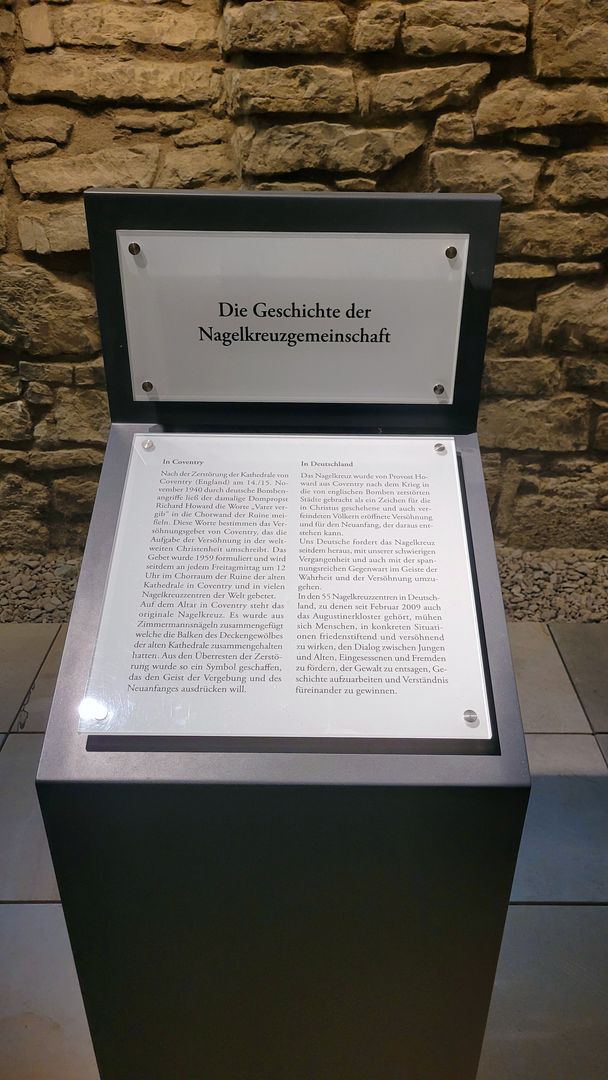 Die Geschichte der
Nagelkreuzgemeinschaft
In Coventry
Nach der Zerstörung der Kathedrale von
Coventry (England) am 14./15. No-
vember 1940 durch deutsche Bomben-
angriffe ließ der damalige Dompropst
Richard Howard die Worte „Vater ver-
gib“ in die Chorwand der Ruine mei-
ßeln. Diese Worte bestimmen das Ver-
söhnungsgebet von Coventry, das die
Aufgabe der Versöhnung in der welt-
weiten Christenheit umschreibt. Das
Gebet wurde 1959 formuliert und wird
seitdem an jedem Freitagmittag um 12
Uhr im Chorraum der Ruine der alten
Kathedrale in Coventry und in vielen
Nagelkreuzzentren der Welt gebetet.
Auf dem Altar in Coventry steht das
originale Nagelkreuz. Es wurde aus
Zimmermannsnägeln zusammengefügt
welche die Balken des Deckengewölbes
der alten Kathedrale zusammengehalten
hatten. Aus den Überresten der Zerstö-
rung wurde so ein Symbol geschaffen,
das den Geist der Vergebung und des
Neuanfanges ausdrücken will.
In Deutschland
Das Nagelkreuz wurde von Provost Ho-
ward aus Coventry nach dem Krieg in
die von englischen Bomben zerstörten
Städte gebracht als ein Zeichen für die
in Christus geschehene und auch ver-
feindeten Völkern eröffnete Versöhnung
und für den Neuanfang, der daraus ent-
stehen kann.
Uns Deutsche fordert das Nagelkreuz
seitdem heraus, mit unserer schwierigen
Vergangenheit und auch mit der span-
nungsreichen Gegenwart im Geiste der
Wahrheit und der Versöhnung umzu-
gehen.
In den 55 Nagelkreuzzentren in Deutsch-
land, zu denen seit Februar 2009 auch
das Augustinerkloster gehört, mühen
sich Menschen, in konkreten Situati-
onen friedenstiftend und versöhnend
zu wirken, den Dialog zwischen Jungen
und Alten, Eingesessenen und Fremden
zu fördern, der Gewalt zu entsagen, Ge-
schichte aufzuarbeiten und Verständnis
füreinander zu gewinnen.